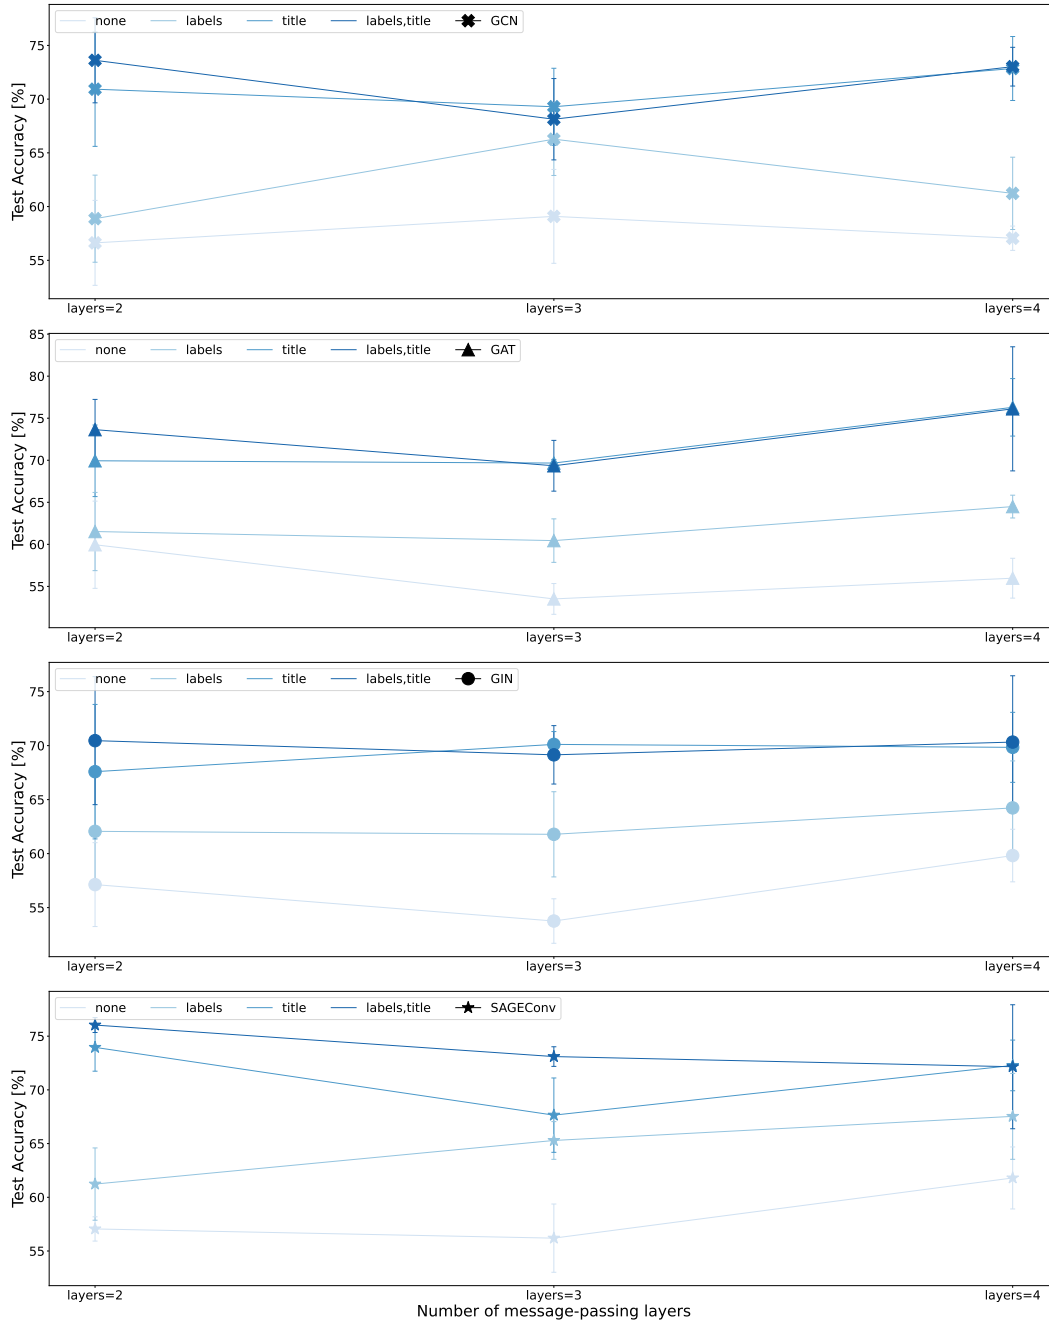 none labels title labels,title GCN
75
70
65
60
55
Test Accuracy [%]
layers=2 layers=3 layers=4
none labels title labels,title GAT
85
80
75
70
65
60
55
Test Accuracy [%]
layers=2 layers=3 layers=4
none labels title labels,title GIN
75
70
65
60
55
Test Accuracy [%]
layers=2 layers=3 layers=4
none labels title labels,title SAGEConv
75
70
65
60
55
Test Accuracy [%]
layers=2 layers=3 layers=4
Number of message-passing layers